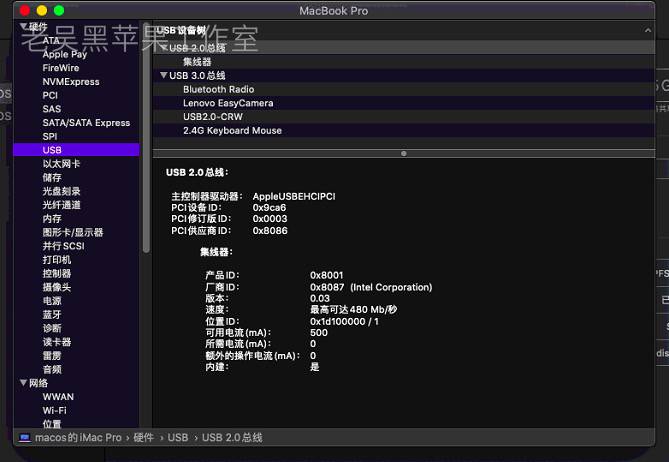 MacBook Pro
老吴黑苹果工作室
硬件
ATA
Apple Pay
FireWire
NVMExpress
PCI
SAS
SATA/SATA Express
SPI
USB
以太网卡
储存
光盘刻录
光纤通道
内存
图形卡/显示器
并行 SCSI
打印机
控制器
摄像头
电源
蓝牙
诊断
读卡器
雷雳
音频
网络
WWAN
Wi-Fi
位置
USB 设备树
USB 2.0 总线
集线器
USB 3.0 总线
Bluetooth Radio
Lenovo EasyCamera
USB2.0-CRW
2.4G Keyboard Mouse
USB 2.0 总线:
主控制器驱动器: AppleUSBEHCIPCI
PCI 设备 ID: 0x9ca6
PCI 修订版 ID: 0x0003
PCI 供应商 ID: 0x8086
集线器:
产品 ID: 0x8001
厂商 ID: 0x8087 (Intel Corporation)
版本: 0.03
速度: 最高可达 480 Mb/秒
位置 ID: 0x1d100000 / 1
可用电流 (mA): 500
所需电流 (mA): 0
额外的操作电流 (mA): 0
内建: 是
macos的iMac Pro › 硬件 › USB › USB 2.0 总线